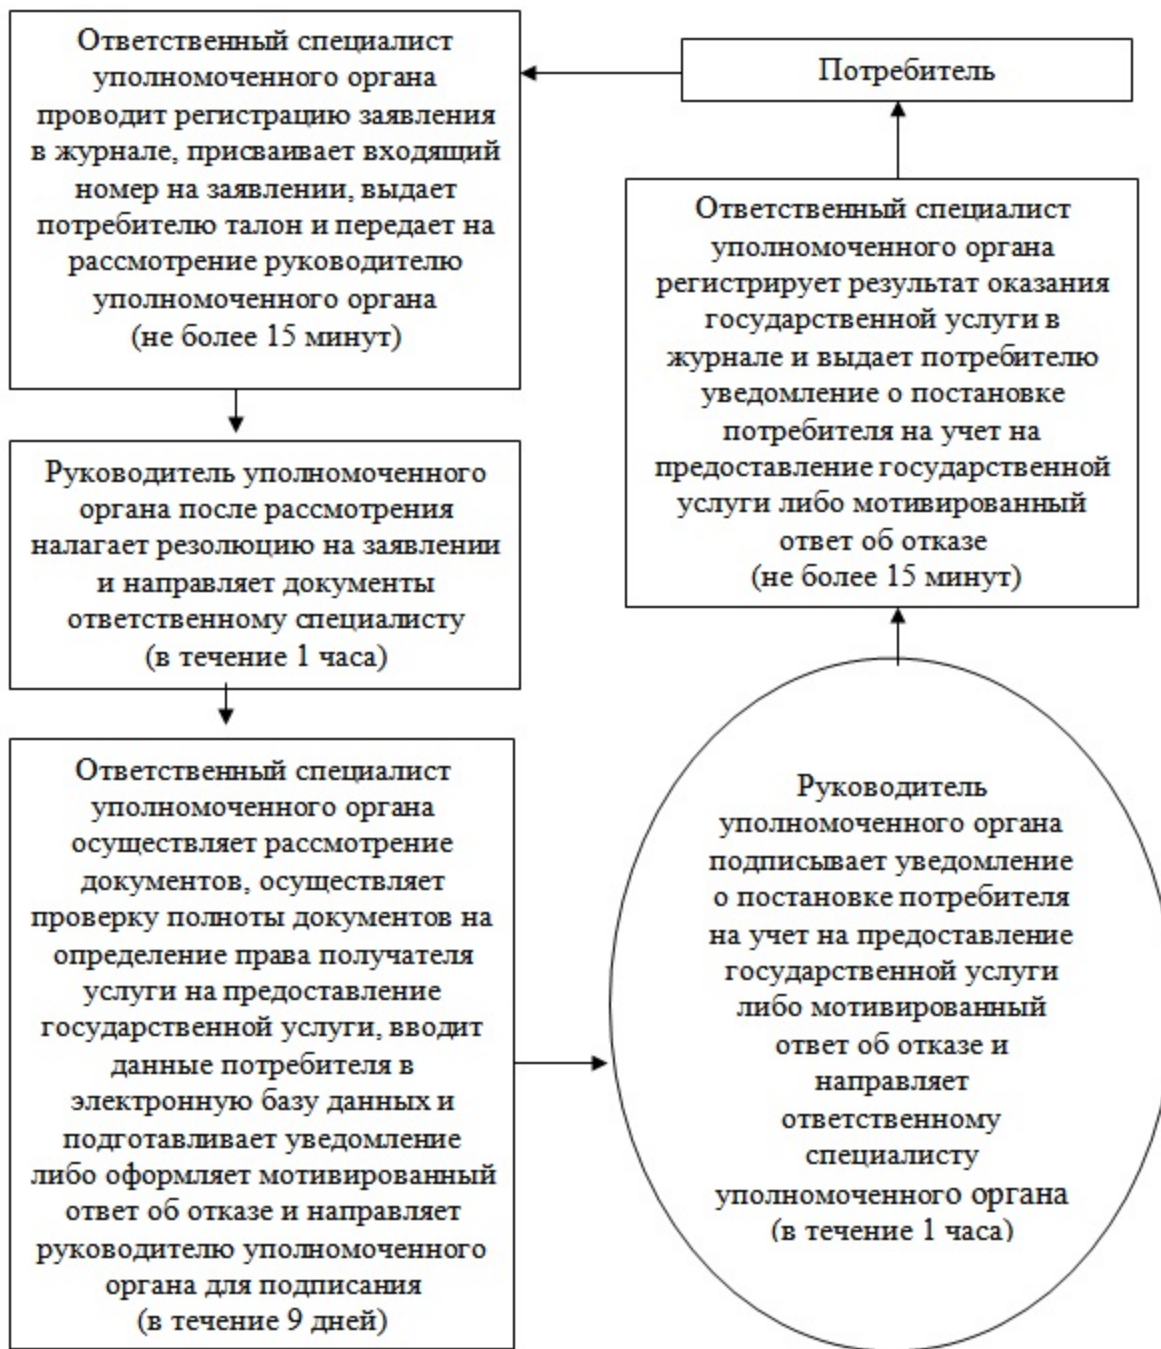 Ответственный специалист
уполномоченного органа
проводит регистрацию заявления
в журнале, присваивает входящий
номер на заявлении, выдает
потребителю талон и передает на
рассмотрение руководителю
уполномоченного органа
(не более 15 минут)
Руководитель уполномоченного
органа после рассмотрения
налагает резолюцию на заявлении
и направляет документы
ответственному специалисту
(в течение 1 часа)
Ответственный специалист
уполномоченного органа
осуществляет рассмотрение
документов, осуществляет
проверку полноты документов на
определение права получателя
услуги на предоставление
государственной услуги, вводит
данные потребителя в
электронную базу данных и
подготавливает уведомление
либо оформляет мотивированный
ответ об отказе и направляет
руководителю уполномоченного
органа для подписания
(в течение 9 дней)
Руководитель
уполномоченного органа
подписывает уведомление
о постановке потребителя
на учет на предоставление
государственной услуги
либо мотивированный
ответ об отказе и
направляет
ответственному
специалисту
уполномоченного органа
(в течение 1 часа)
Ответственный специалист
уполномоченного органа
регистрирует результат оказания
государственной услуги в
журнале и выдает потребителю
уведомление о постановке
потребителя на учет на
предоставление государственной
услуги либо мотивированный
ответ об отказе
(не более 15 минут)
Потребитель